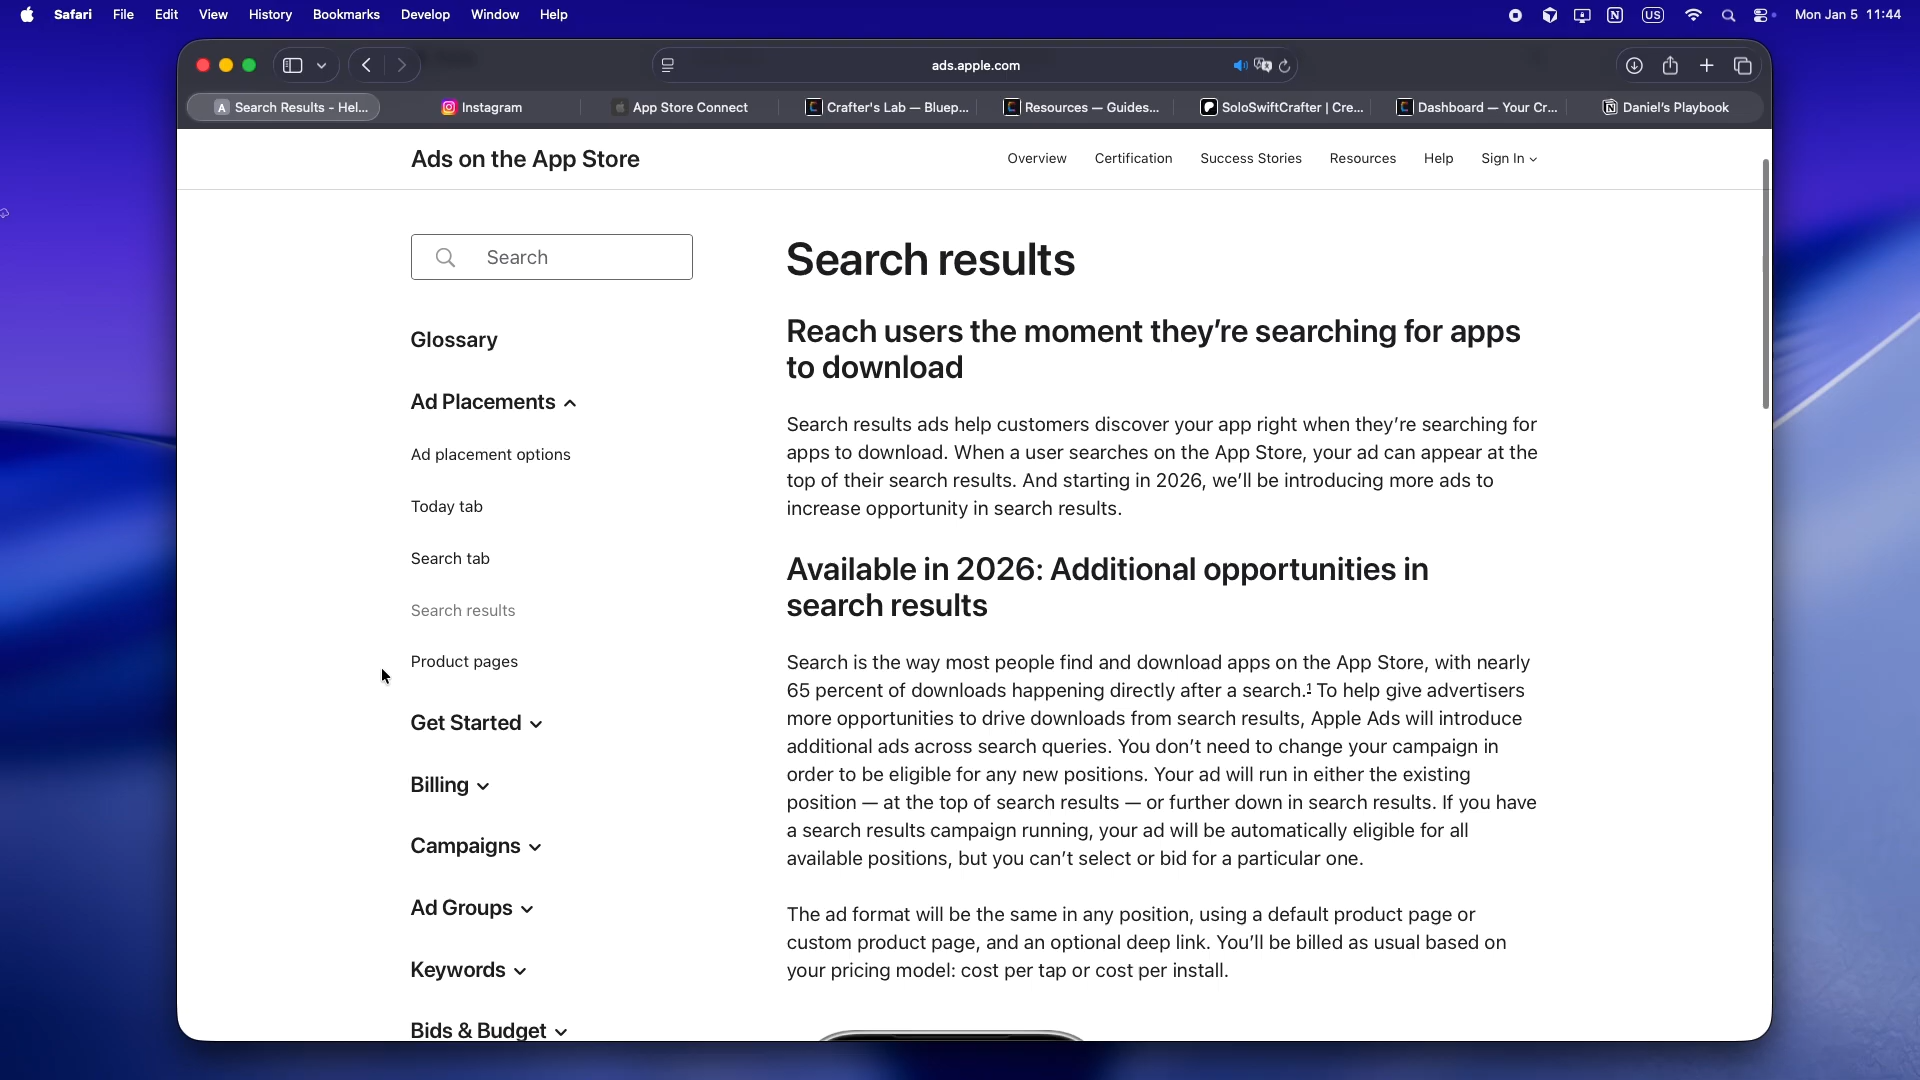 Safari File Edit View History Bookmarks Develop Window Help
US Mon Jan 5 11:44
ads.apple.com
Search Results - Hel...
Instagram
App Store Connect
Crafter's Lab — Bluep...
Resources — Guides...
SoloSwiftCrafter | Cre...
Dashboard — Your Cr...
Daniel's Playbook
Ads on the App Store
Overview Certification Success Stories Resources Help Sign In
Search
Glossary
Ad Placements
Ad placement options
Today tab
Search tab
Search results
Product pages
Get Started
Billing
Campaigns
Ad Groups
Keywords
Bids & Budget
Search results
Reach users the moment they’re searching for apps
to download
Search results ads help customers discover your app right when they’re searching for
apps to download. When a user searches on the App Store, your ad can appear at the
top of their search results. And starting in 2026, we’ll be introducing more ads to
increase opportunity in search results.
Available in 2026: Additional opportunities in
search results
Search is the way most people find and download apps on the App Store, with nearly
65 percent of downloads happening directly after a search.1 To help give advertisers
more opportunities to drive downloads from search results, Apple Ads will introduce
additional ads across search queries. You don’t need to change your campaign in
order to be eligible for any new positions. Your ad will run in either the existing
position — at the top of search results — or further down in search results. If you have
a search results campaign running, your ad will be automatically eligible for all
available positions, but you can’t select or bid for a particular one.
The ad format will be the same in any position, using a default product page or
custom product page, and an optional deep link. You’ll be billed as usual based on
your pricing model: cost per tap or cost per install.